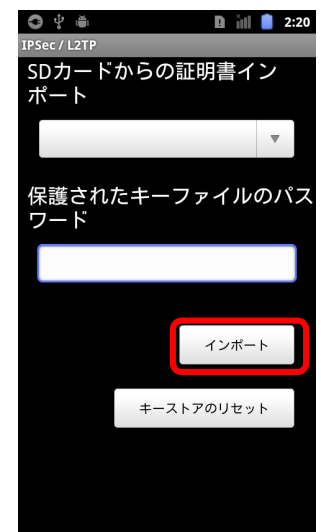 2:20
IPSec / L2TP
SDカードからの証明書イン
ポート
保護されたキーファイルのパス
ワード
インポート
キーストアのリセット